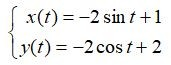 x(t) = −2 sin t + 1
y(t) = −2 cos t + 2